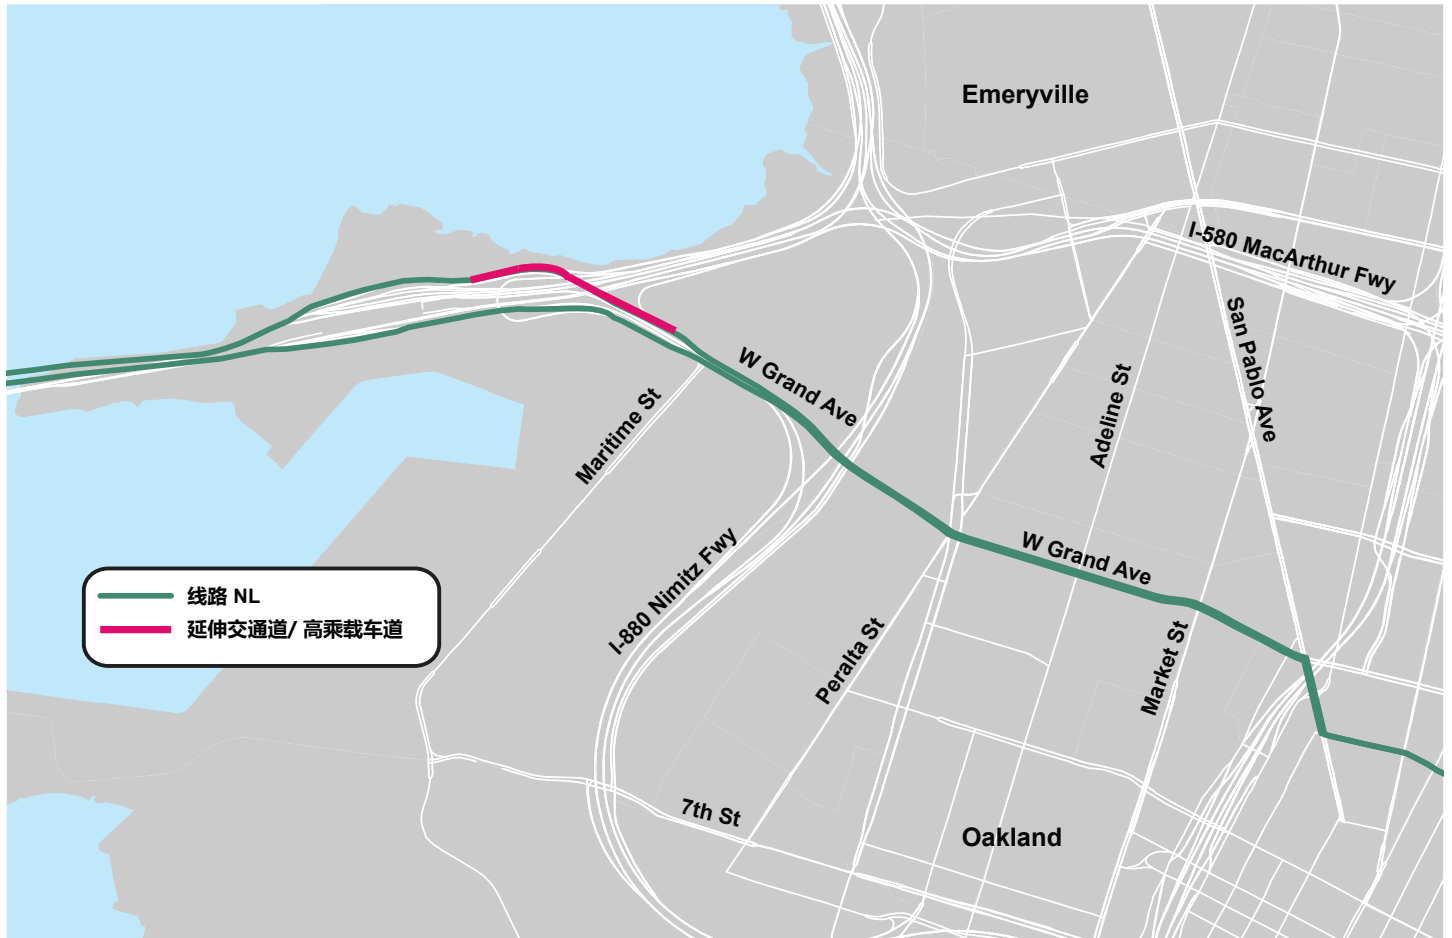 Emeryville
I-580 MacArthur Fwy
San Pablo Ave
W Grand Ave
Adeline St
Maritime St
W Grand Ave
I-880 Nimitz Fwy
线路 NL
延伸交通道/ 高乘载车道
Peralta St
Market St
7th St
Oakland